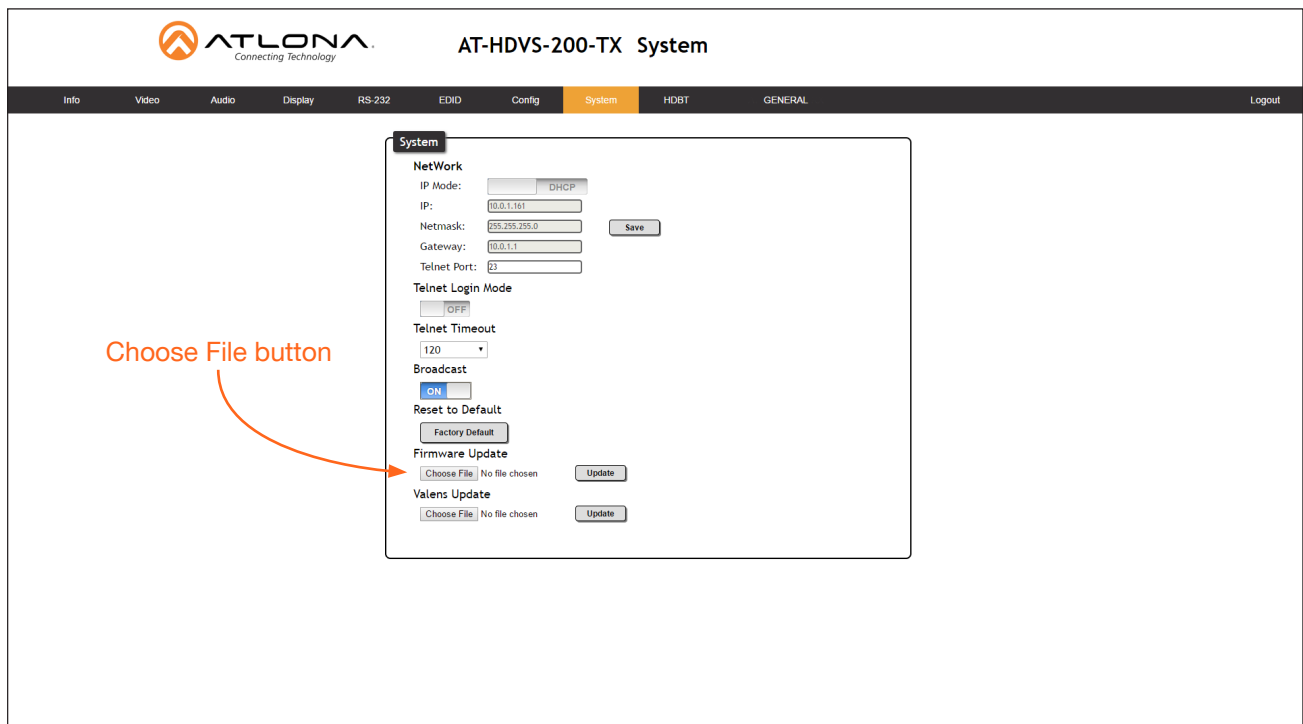 ATLONA.
Connecting Technology
AT-HDVS-200-TX System
Info Video Audio Display RS-232 EDID Config System HDBT GENERAL Logout
System
NetWork
IP Mode: DHCP
IP: 10.0.1.161
Netmask: 255.255.255.0 Save
Gateway: 10.0.1.1
Telnet Port: 23
Telnet Login Mode
OFF
Telnet Timeout
120
Broadcast
ON
Reset to Default
Factory Default
Firmware Update
Choose File No file chosen Update
Valens Update
Choose File No file chosen Update
Choose File button